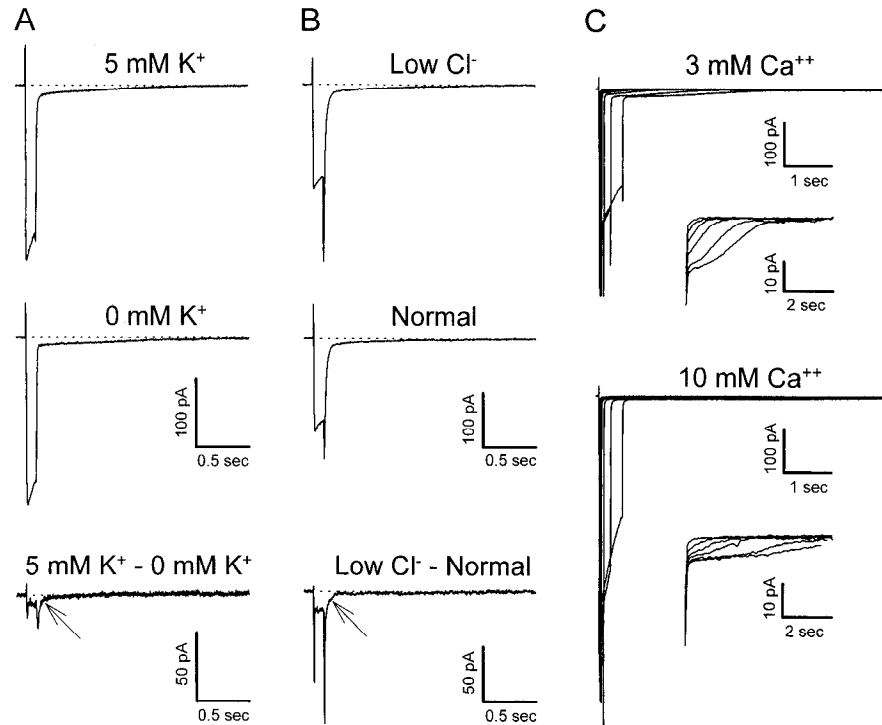 A
5 mM K⁺
0 mM K⁺
100 pA
0.5 sec
5 mM K⁺ - 0 mM K⁺
50 pA
0.5 sec
B
Low Cl⁻
Normal
100 pA
0.5 sec
Low Cl⁻ - Normal
50 pA
0.5 sec
C
3 mM Ca⁺⁺
100 pA
1 sec
10 pA
2 sec
10 mM Ca⁺⁺
100 pA
1 sec
10 pA
2 sec